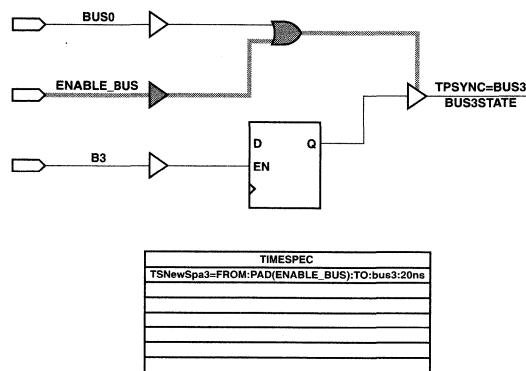 BUS0
ENABLE_BUS
TPSYNC=BUS3
BUS3STATE
D Q
B3
EN
TIMESPEC
TSNewSpa3=FROM:PAD(ENABLE_BUS):TO:bus3:20ns